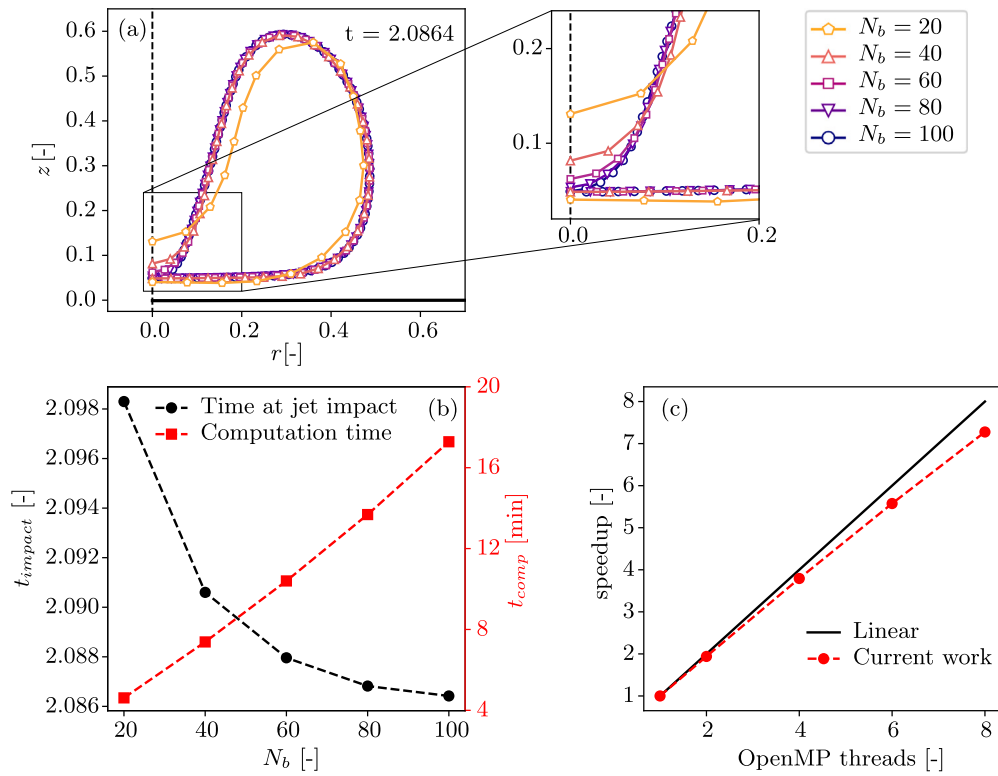 (a)
t = 2.0864
0.6
0.5
0.4
0.3
0.2
0.1
0.0
z[-]
0.0
0.2
0.4
0.6
r[-]
0.2
0.1
0.0
0.2
N_b = 20
N_b = 40
N_b = 60
N_b = 80
N_b = 100
(b)
Time at jet impact
Computation time
2.098
2.096
2.094
2.092
2.090
2.088
2.086
t_impact [-]
20
16
12
8
4
t_comp [min]
20
40
60
80
100
N_b [-]
(c)
8
7
6
5
4
3
2
1
speedup [-]
Linear
Current work
2
4
6
8
OpenMP threads [-]